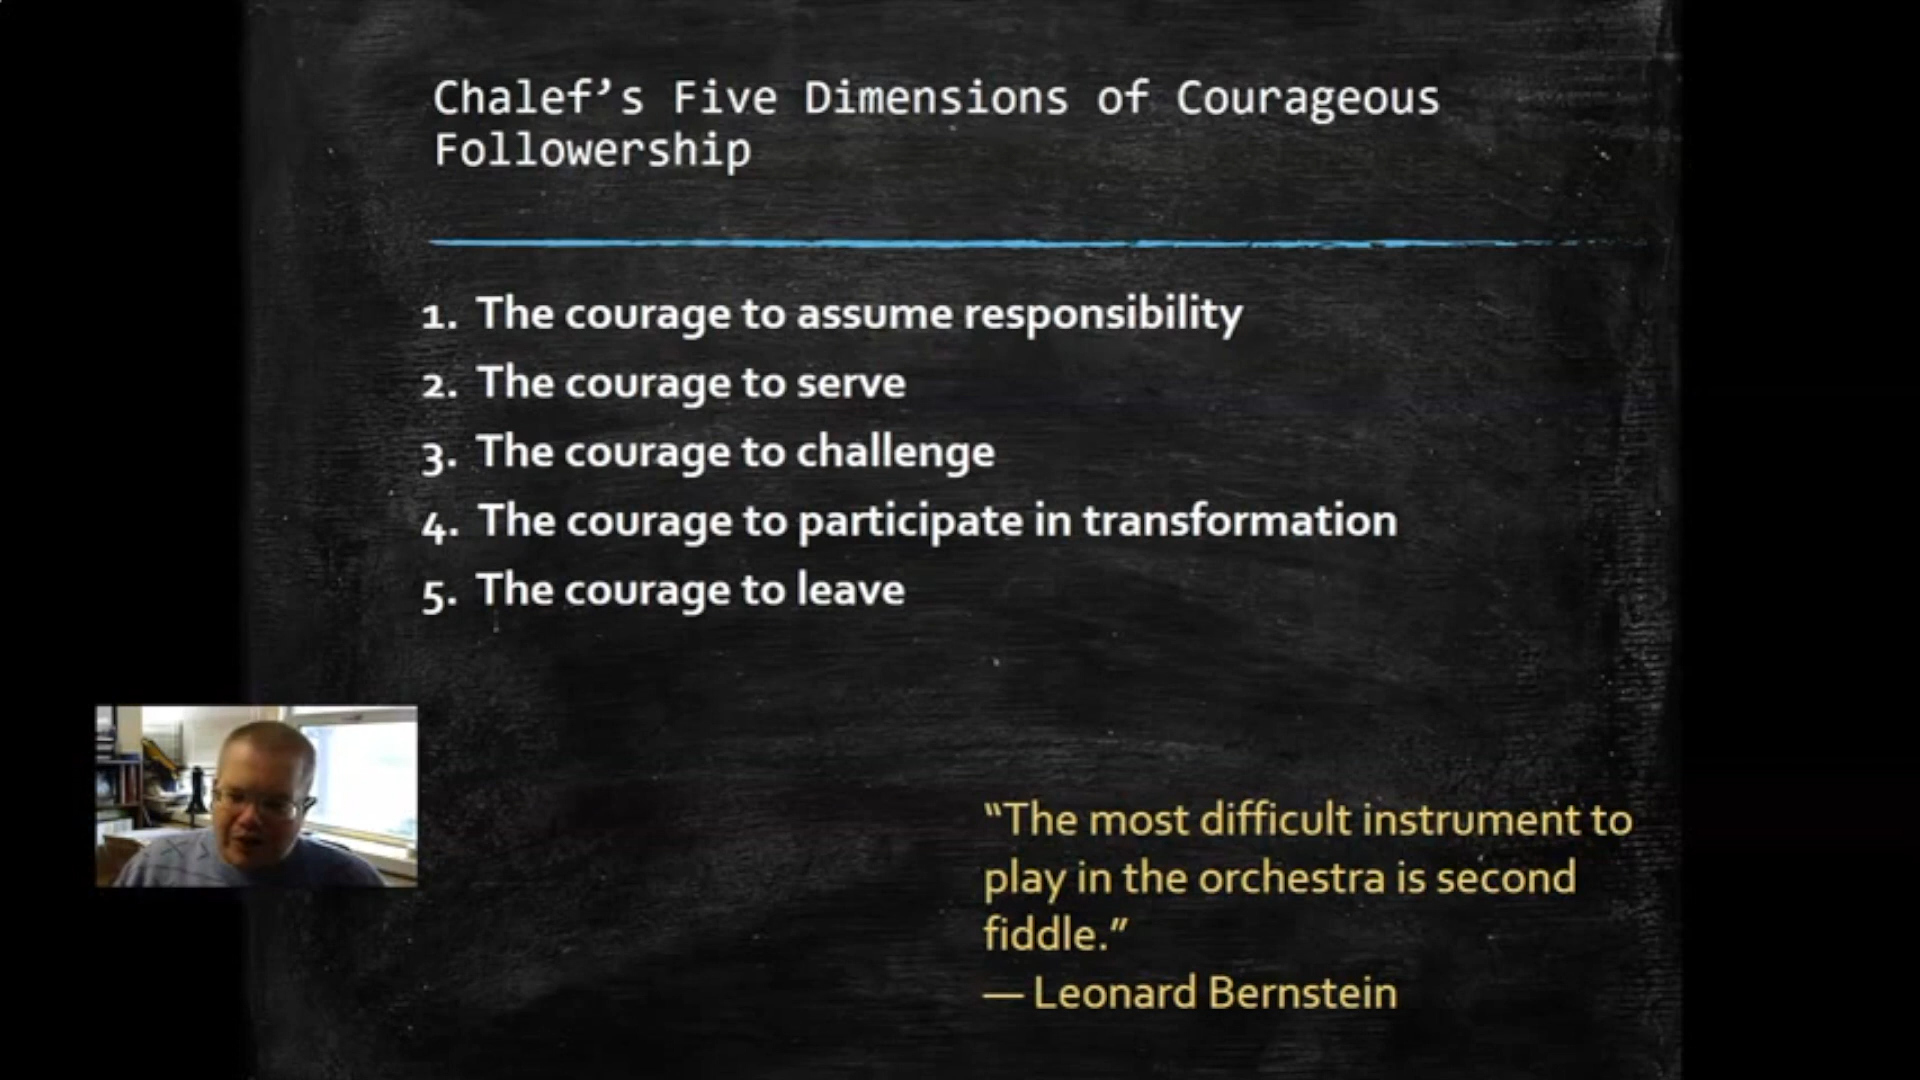 Chalef’s Five Dimensions of Courageous
Followership
1. The courage to assume responsibility
2. The courage to serve
3. The courage to challenge
4. The courage to participate in transformation
5. The courage to leave
“The most difficult instrument to
play in the orchestra is second
fiddle.”
— Leonard Bernstein